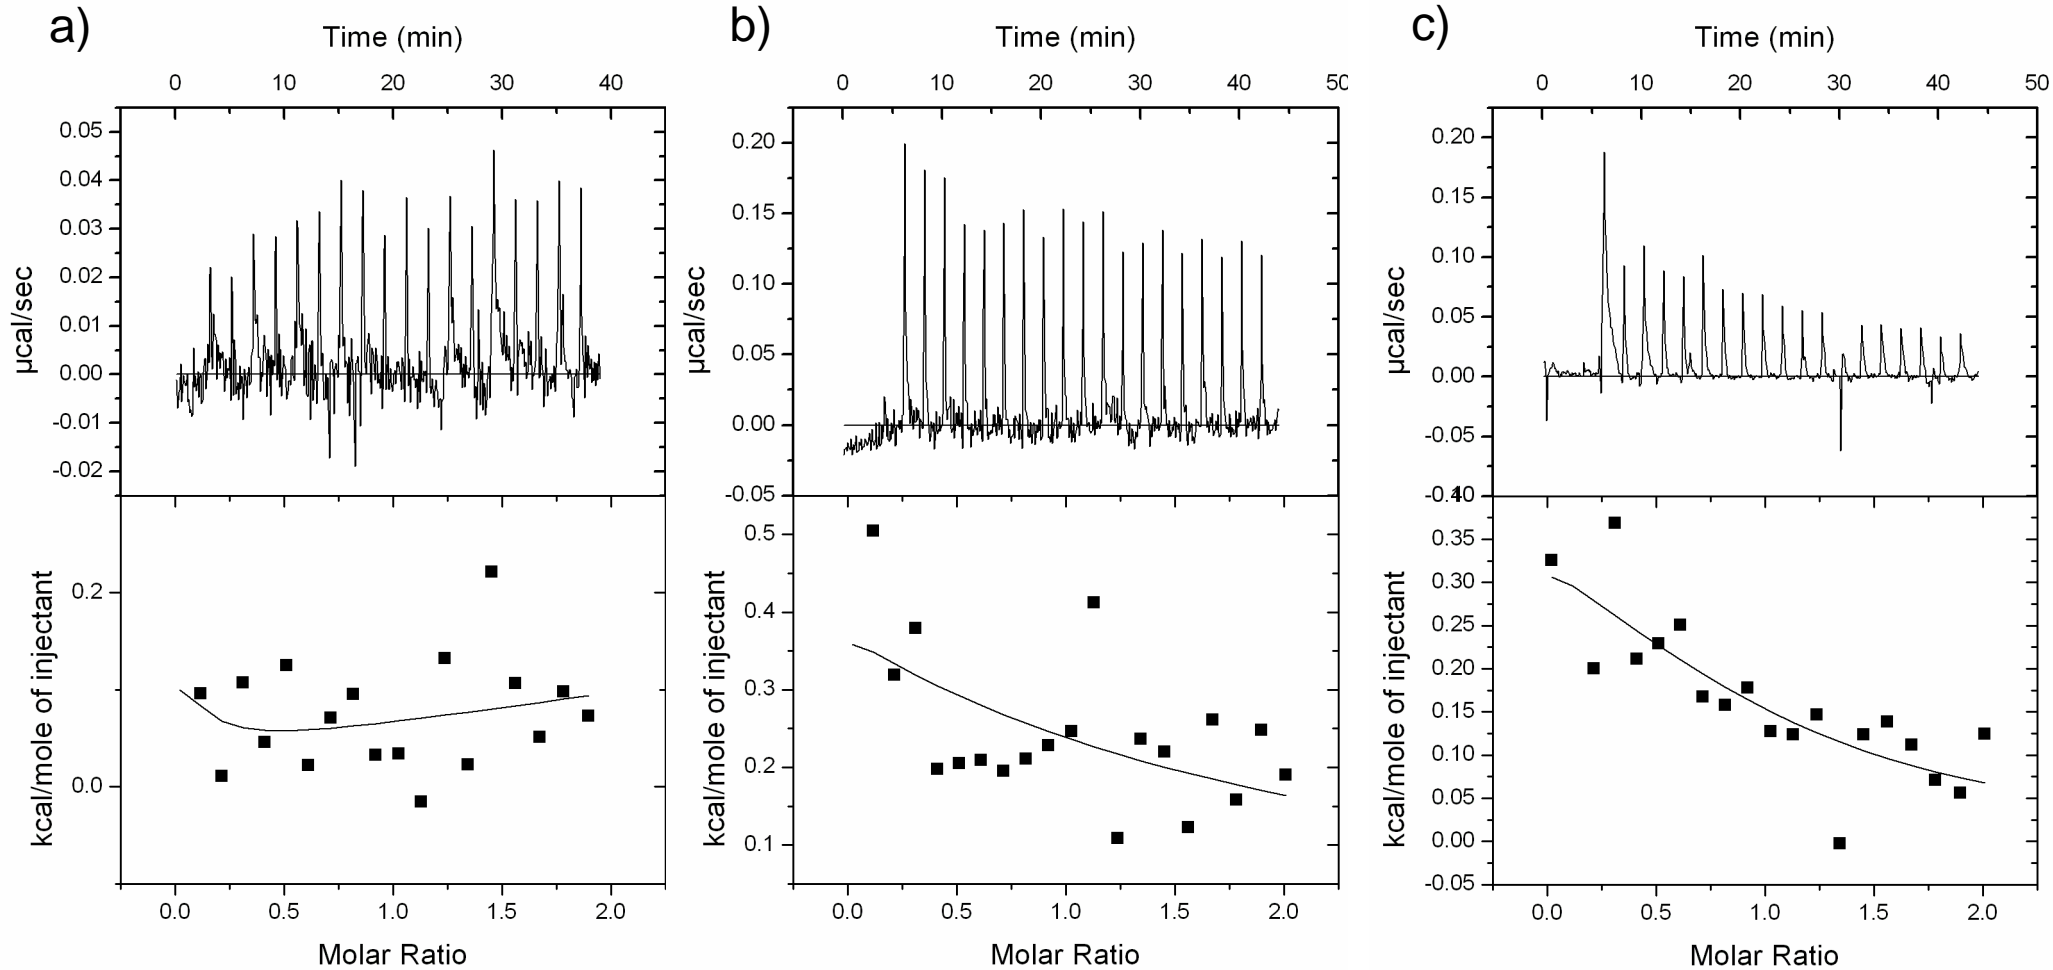 a)
Time (min)
0 10 20 30 40
0.05
0.04
0.03
0.02
0.01
0.00
-0.01
-0.02
µcal/sec
0.2
0.0
kcal/mole of injectant
0.0 0.5 1.0 1.5 2.0
Molar Ratio
b)
Time (min)
0 10 20 30 40 50
0.20
0.15
0.10
0.05
0.00
-0.05
µcal/sec
0.5
0.4
0.3
0.2
0.1
kcal/mole of injectant
0.0 0.5 1.0 1.5 2.0
Molar Ratio
c)
Time (min)
0 10 20 30 40 50
0.20
0.15
0.10
0.05
0.00
-0.05
µcal/sec
0.35
0.30
0.25
0.20
0.15
0.10
0.05
0.00
-0.05
kcal/mole of injectant
0.0 0.5 1.0 1.5 2.0
Molar Ratio